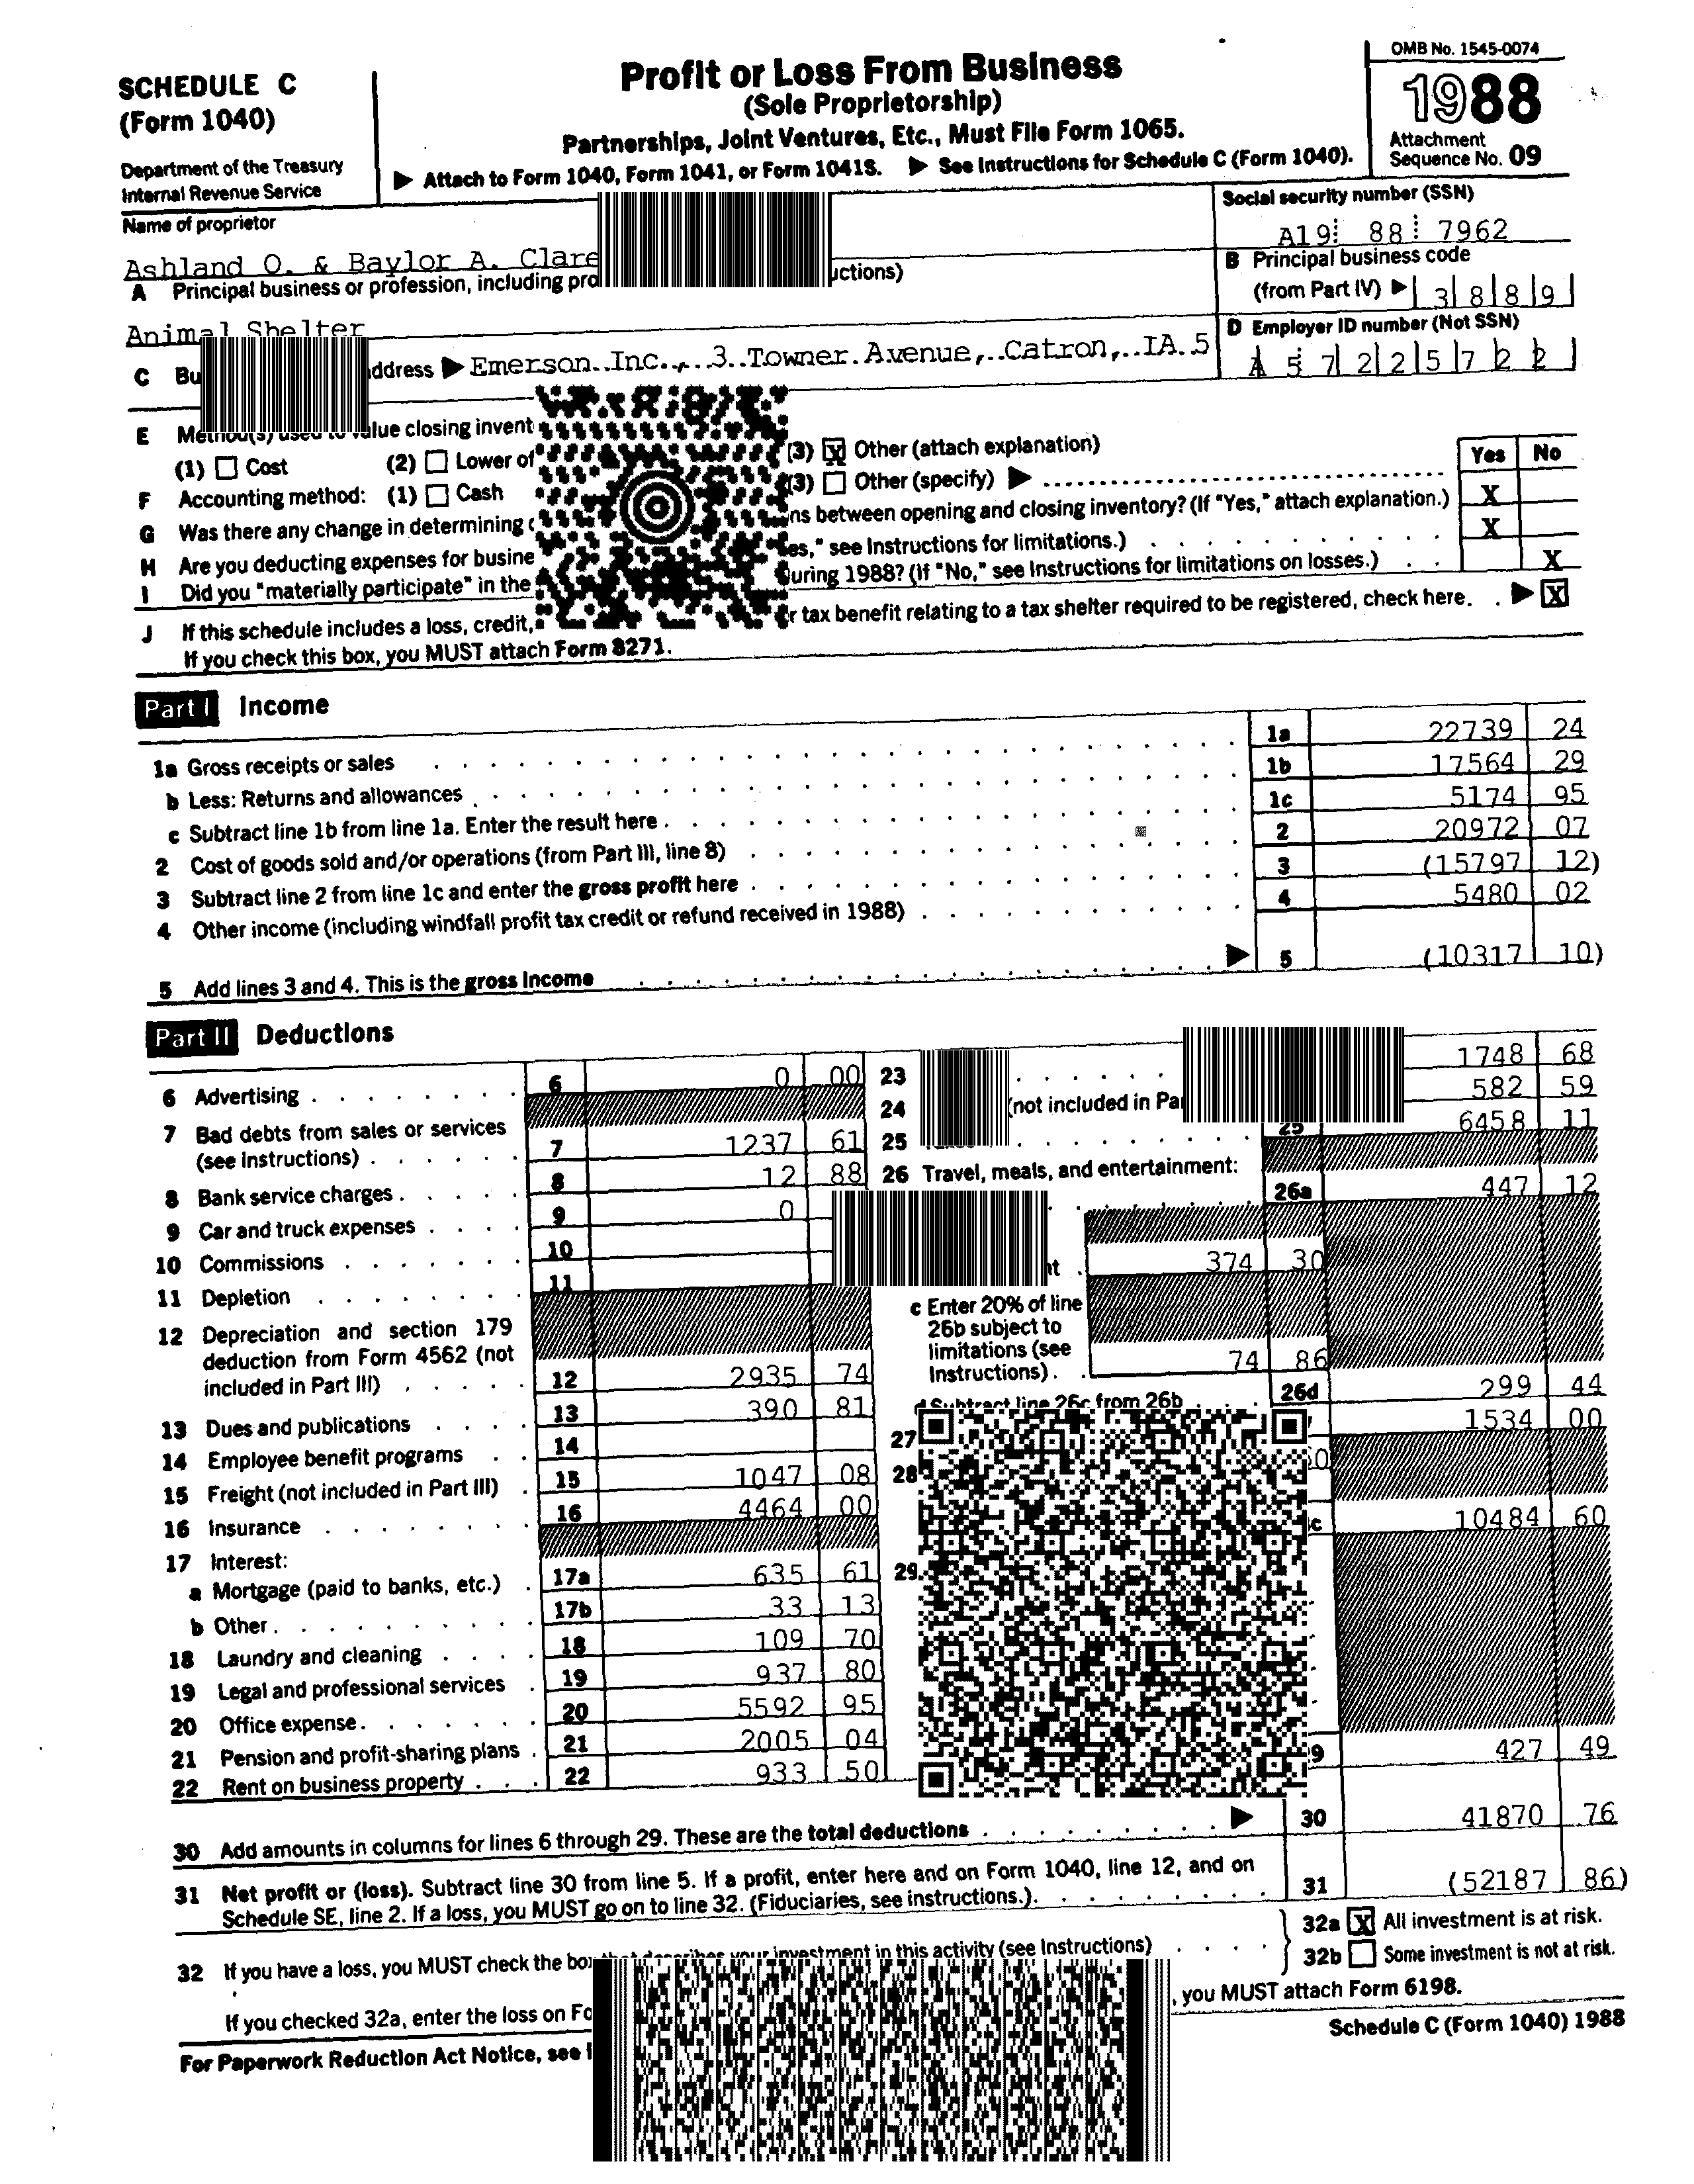 SCHEDULE C
(Form 1040)
Department of the Treasury
Internal Revenue Service
Profit or Loss From Business
(Sole Proprietorship)
Partnerships, Joint Ventures, Etc., Must File Form 1065.
▶ Attach to Form 1040, Form 1041, or Form 1041S. ▶ See Instructions for Schedule C (Form 1040).
OMB No. 1545-0074
1988
Attachment
Sequence No. 09
Name of proprietor
Ashland O. & Baylor A. Clare
Social security number (SSN)
A19 88 7962
A Principal business or profession, including uctions)
Animal Shelter
B Principal business code
(from Part IV) ▶ 3 8 8 9
C ddress ▶ Emerson Inc., 3 Towner Avenue, Catron, IA 5
D Employer ID number (Not SSN)
A 5 7 2 2 5 7 2 2
E Method(s) used to value closing invent
(1) Cost (2) Lower of (3) X Other (attach explanation)
F Accounting method: (1) Cash (3) Other (specify) ▶
Yes No
G Was there any change in determining ns between opening and closing inventory? (If "Yes," attach explanation.) X
H Are you deducting expenses for busine es," see Instructions for limitations.) X
I Did you "materially participate" in the uring 1988? (If "No," see Instructions for limitations on losses.) X
J If this schedule includes a loss, credit, r tax benefit relating to a tax shelter required to be registered, check here. ▶ X
If you check this box, you MUST attach Form 8271.
Part I Income
1a Gross receipts or sales 1a 22739 24
b Less: Returns and allowances 1b 17564 29
c Subtract line 1b from line 1a. Enter the result here 1c 5174 95
2 Cost of goods sold and/or operations (from Part III, line 8) 2 20972 07
3 Subtract line 2 from line 1c and enter the gross profit here 3 (15797 12)
4 Other income (including windfall profit tax credit or refund received in 1988) 4 5480 02
5 Add lines 3 and 4. This is the gross income ▶ 5 (10317 10)
Part II Deductions
6 Advertising 6 0 00
7 Bad debts from sales or services
(see Instructions) 7 1237 61
8 Bank service charges 8 12 88
9 Car and truck expenses 9 0
10 Commissions 10
11 Depletion 11
12 Depreciation and section 179
deduction from Form 4562 (not
included in Part III) 12 2935 74
13 Dues and publications 13 390 81
14 Employee benefit programs 14
15 Freight (not included in Part III) 15 1047 08
16 Insurance 16 4464 00
17 Interest:
a Mortgage (paid to banks, etc.) 17a 635 61
b Other 17b 33 13
18 Laundry and cleaning 18 109 70
19 Legal and professional services 19 937 80
20 Office expense 20 5592 95
21 Pension and profit-sharing plans 21 2005 04
22 Rent on business property 22 933 50
23 1748 68
24 (not included in Pa 582 59
25 25 6458 11
26 Travel, meals, and entertainment:
26a 447 12
nt 374 30
c Enter 20% of line
26b subject to
limitations (see
Instructions) 74 86
d Subtract line 26c from 26b 26d 299 44
27 1534 00
28
c 10484 60
29 9 427 49
30 Add amounts in columns for lines 6 through 29. These are the total deductions ▶ 30 41870 76
31 Net profit or (loss). Subtract line 30 from line 5. If a profit, enter here and on Form 1040, line 12, and on
Schedule SE, line 2. If a loss, you MUST go on to line 32. (Fiduciaries, see instructions.) 31 (52187 86)
32 If you have a loss, you MUST check the box that describes your investment in this activity (see Instructions)
32a X All investment is at risk.
32b Some investment is not at risk.
If you checked 32a, enter the loss on Fo , you MUST attach Form 6198.
For Paperwork Reduction Act Notice, see
Schedule C (Form 1040) 1988